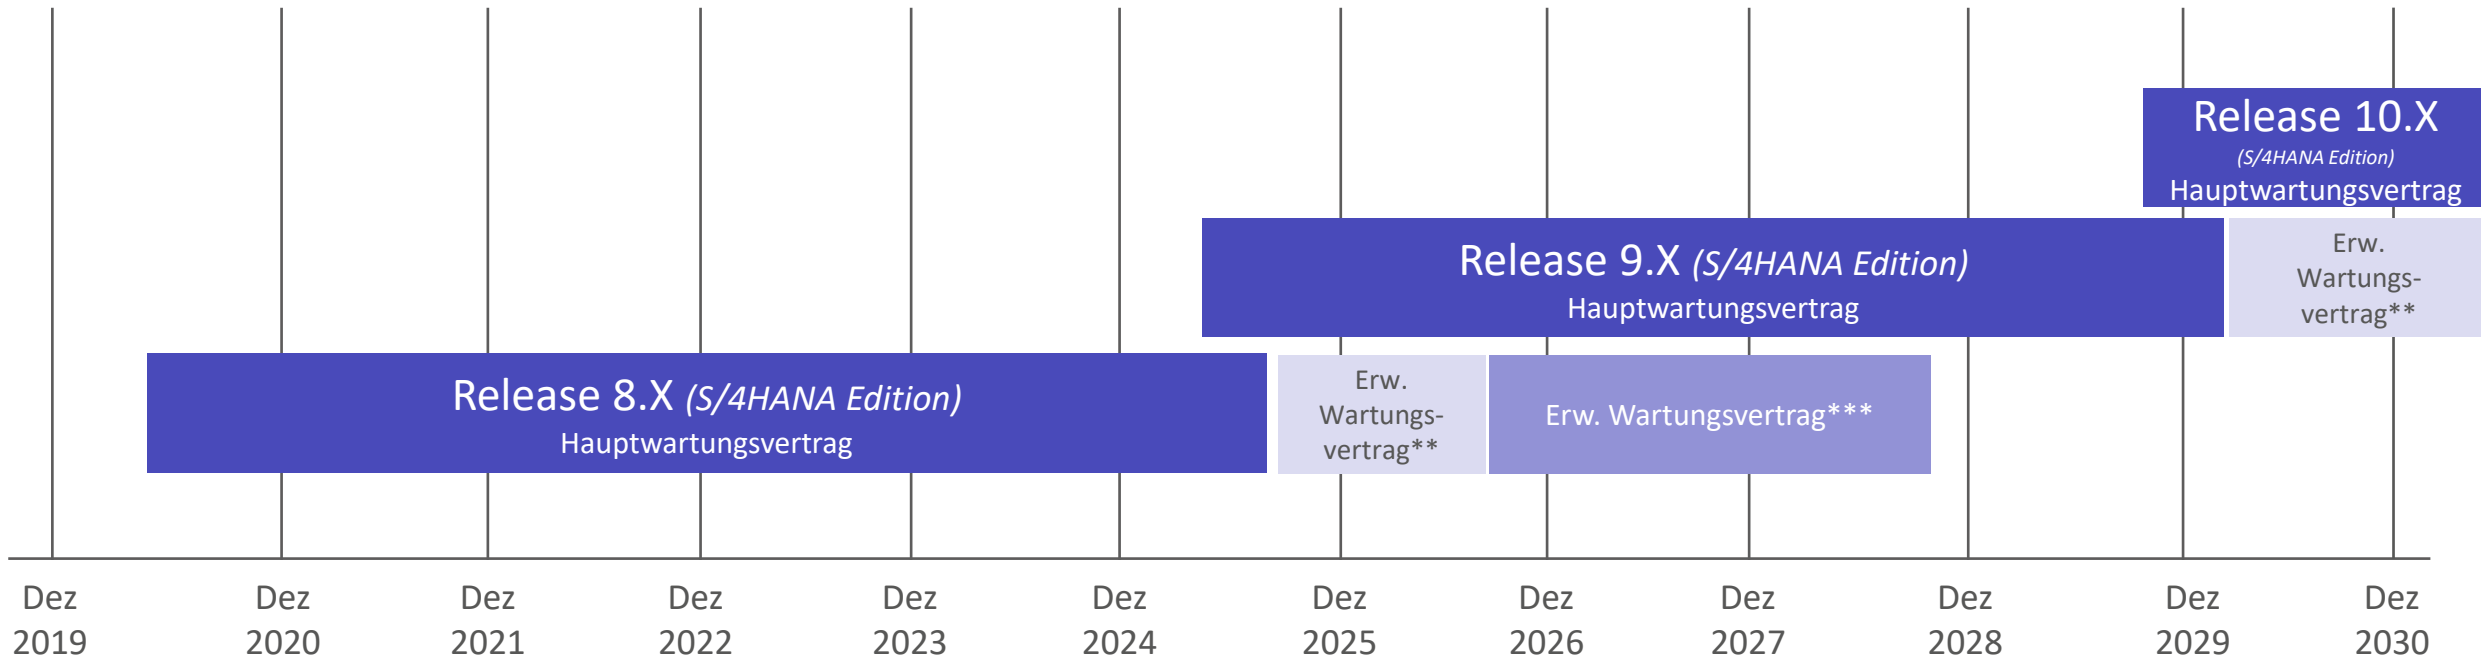 Release 10.X
(S/4HANA Edition)
Hauptwartungsvertrag
Release 9.X (S/4HANA Edition)
Hauptwartungsvertrag
Erw.
Wartungs-
vertrag**
Release 8.X (S/4HANA Edition)
Hauptwartungsvertrag
Erw.
Wartungs-
vertrag**
Erw. Wartungsvertrag***
Dez
2019
Dez
2020
Dez
2021
Dez
2022
Dez
2023
Dez
2024
Dez
2025
Dez
2026
Dez
2027
Dez
2028
Dez
2029
Dez
2030